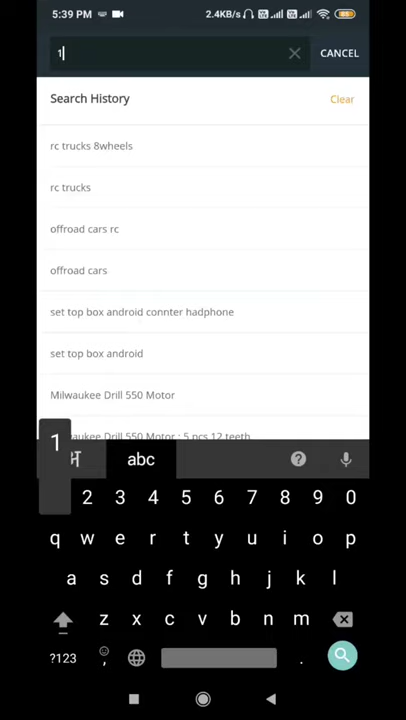 5:39 PM 2.4KB/s 85
1 CANCEL
Search History Clear
rc trucks 8wheels
rc trucks
offroad cars rc
offroad cars
set top box android connter hadphone
set top box android
Milwaukee Drill 550 Motor
aukee Drill 550 Motor : 5 pcs 12 teeth
1 अ abc ?
2 3 4 5 6 7 8 9 0
q w e r t y u i o p
a s d f g h j k l
z x c v b n m
?123 , .